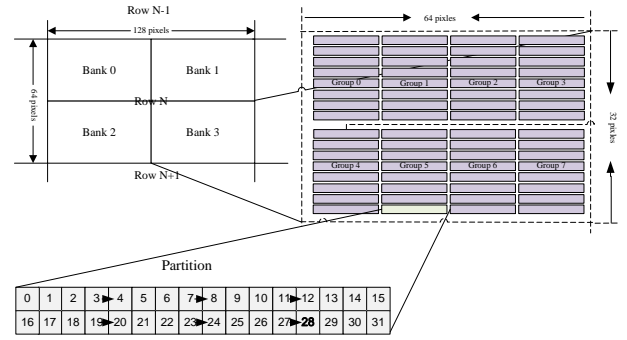 Row N-1
128 pixels
64 pixels
Bank 0
Bank 1
Row N
Bank 2
Bank 3
Row N+1
64 pixles
32 pixles
Group 0
Group 1
Group 2
Group 3
Group 4
Group 5
Group 6
Group 7
Partition
0 1 2 3 4 5 6 7 8 9 10 11 12 13 14 15
16 17 18 19 20 21 22 23 24 25 26 27 28 29 30 31